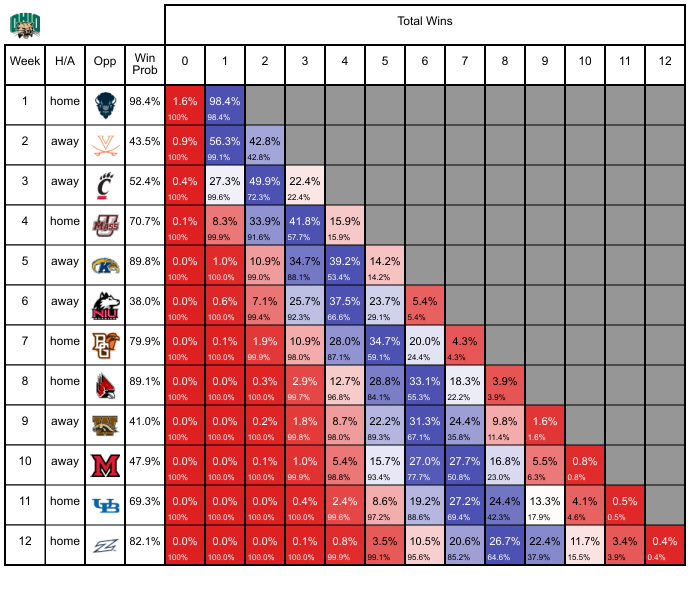 OHIO
Total Wins
Week H/A Opp Win Prob 0 1 2 3 4 5 6 7 8 9 10 11 12
1 home 98.4% 1.6% 98.4%
100% 98.4%
2 away 43.5% 0.9% 56.3% 42.8%
100% 99.1% 42.8%
3 away C 52.4% 0.4% 27.3% 49.9% 22.4%
100% 99.6% 72.3% 22.4%
4 home Mass 70.7% 0.1% 8.3% 33.9% 41.8% 15.9%
100% 99.9% 91.6% 57.7% 15.9%
5 away K 89.8% 0.0% 1.0% 10.9% 34.7% 39.2% 14.2%
100% 100.0% 99.0% 88.1% 53.4% 14.2%
6 away NIU 38.0% 0.0% 0.6% 7.1% 25.7% 37.5% 23.7% 5.4%
100% 100.0% 99.4% 92.3% 66.6% 29.1% 5.4%
7 home BG 79.9% 0.0% 0.1% 1.9% 10.9% 28.0% 34.7% 20.0% 4.3%
100% 100.0% 99.9% 98.0% 87.1% 59.1% 24.4% 4.3%
8 home 89.1% 0.0% 0.0% 0.3% 2.9% 12.7% 28.8% 33.1% 18.3% 3.9%
100% 100.0% 100.0% 99.7% 96.8% 84.1% 55.3% 22.2% 3.9%
9 away W 41.0% 0.0% 0.0% 0.2% 1.8% 8.7% 22.2% 31.3% 24.4% 9.8% 1.6%
100% 100.0% 100.0% 99.8% 98.0% 89.3% 67.1% 35.8% 11.4% 1.6%
10 away M 47.9% 0.0% 0.0% 0.1% 1.0% 5.4% 15.7% 27.0% 27.7% 16.8% 5.5% 0.8%
100% 100.0% 100.0% 99.9% 98.8% 93.4% 77.7% 50.8% 23.0% 6.3% 0.8%
11 home UB 69.3% 0.0% 0.0% 0.0% 0.4% 2.4% 8.6% 19.2% 27.2% 24.4% 13.3% 4.1% 0.5%
100% 100.0% 100.0% 100.0% 99.6% 97.2% 88.6% 69.4% 42.3% 17.9% 4.6% 0.5%
12 home Z 82.1% 0.0% 0.0% 0.0% 0.1% 0.8% 3.5% 10.5% 20.6% 26.7% 22.4% 11.7% 3.4% 0.4%
100% 100.0% 100.0% 100.0% 99.9% 99.1% 95.6% 85.2% 64.6% 37.9% 15.5% 3.9% 0.4%